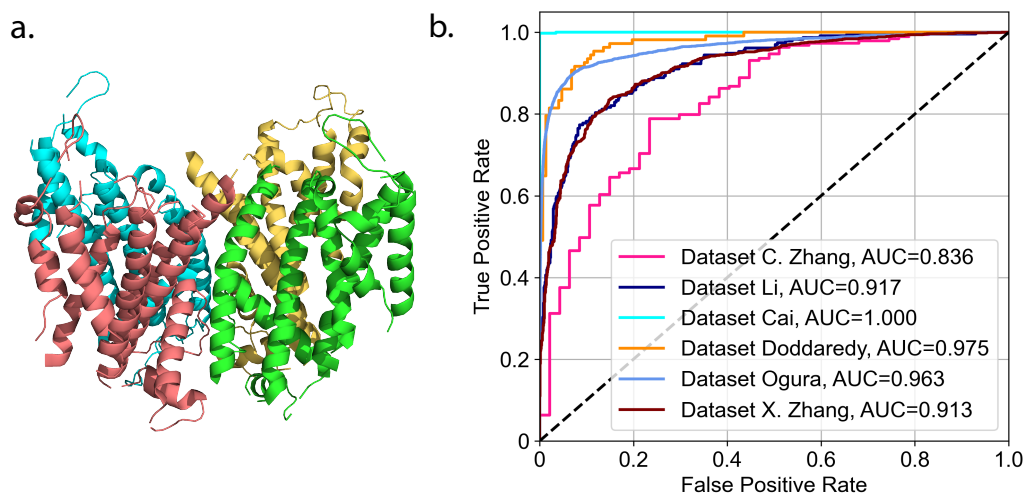 a.
b.
1.0
0.8
0.6
0.4
0.2
0
True Positive Rate
Dataset C. Zhang, AUC=0.836
Dataset Li, AUC=0.917
Dataset Cai, AUC=1.000
Dataset Doddaredy, AUC=0.975
Dataset Ogura, AUC=0.963
Dataset X. Zhang, AUC=0.913
0 0.2 0.4 0.6 0.8 1.0
False Positive Rate